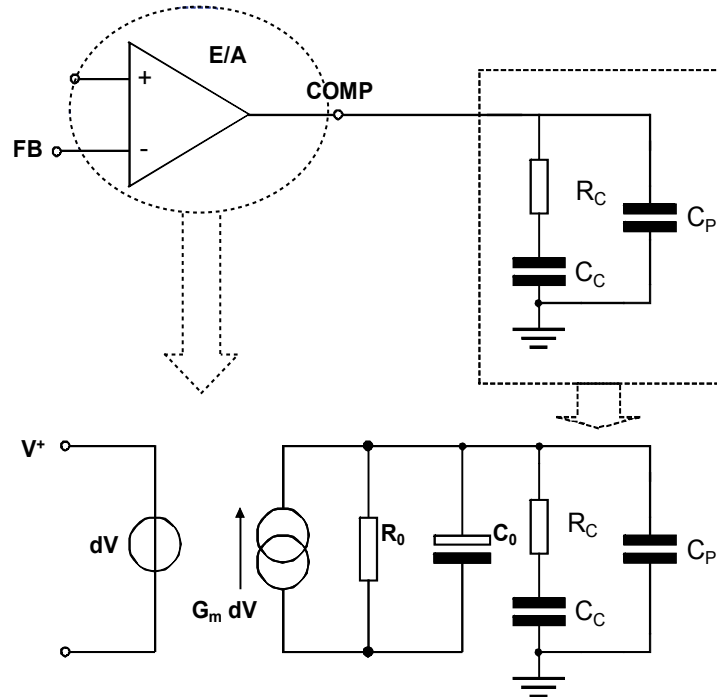 E/A
+
COMP
FB
-
R_C
C_P
C_C
V⁺
dV
G_m dV
R_0
C_0
R_C
C_P
C_C